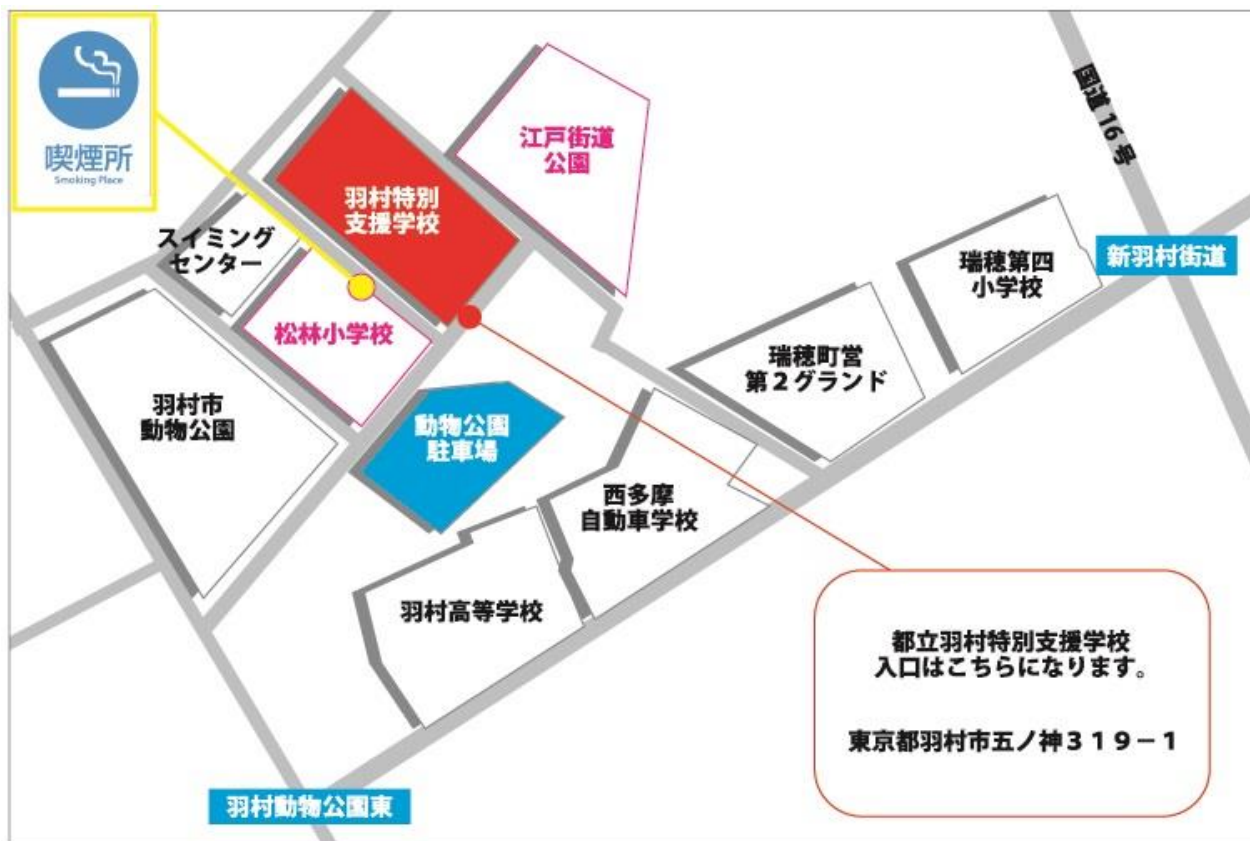 喫煙所
Smoking Place
江戸街道
公園
国道16号
羽村特別
支援学校
スイミング
センター
新羽村街道
瑞穂第四
小学校
松林小学校
瑞穂町営
第２グランド
羽村市
動物公園
動物公園
駐車場
西多摩
自動車学校
羽村高等学校
都立羽村特別支援学校
入口はこちらになります。
東京都羽村市五ノ神３１９－１
羽村動物公園東